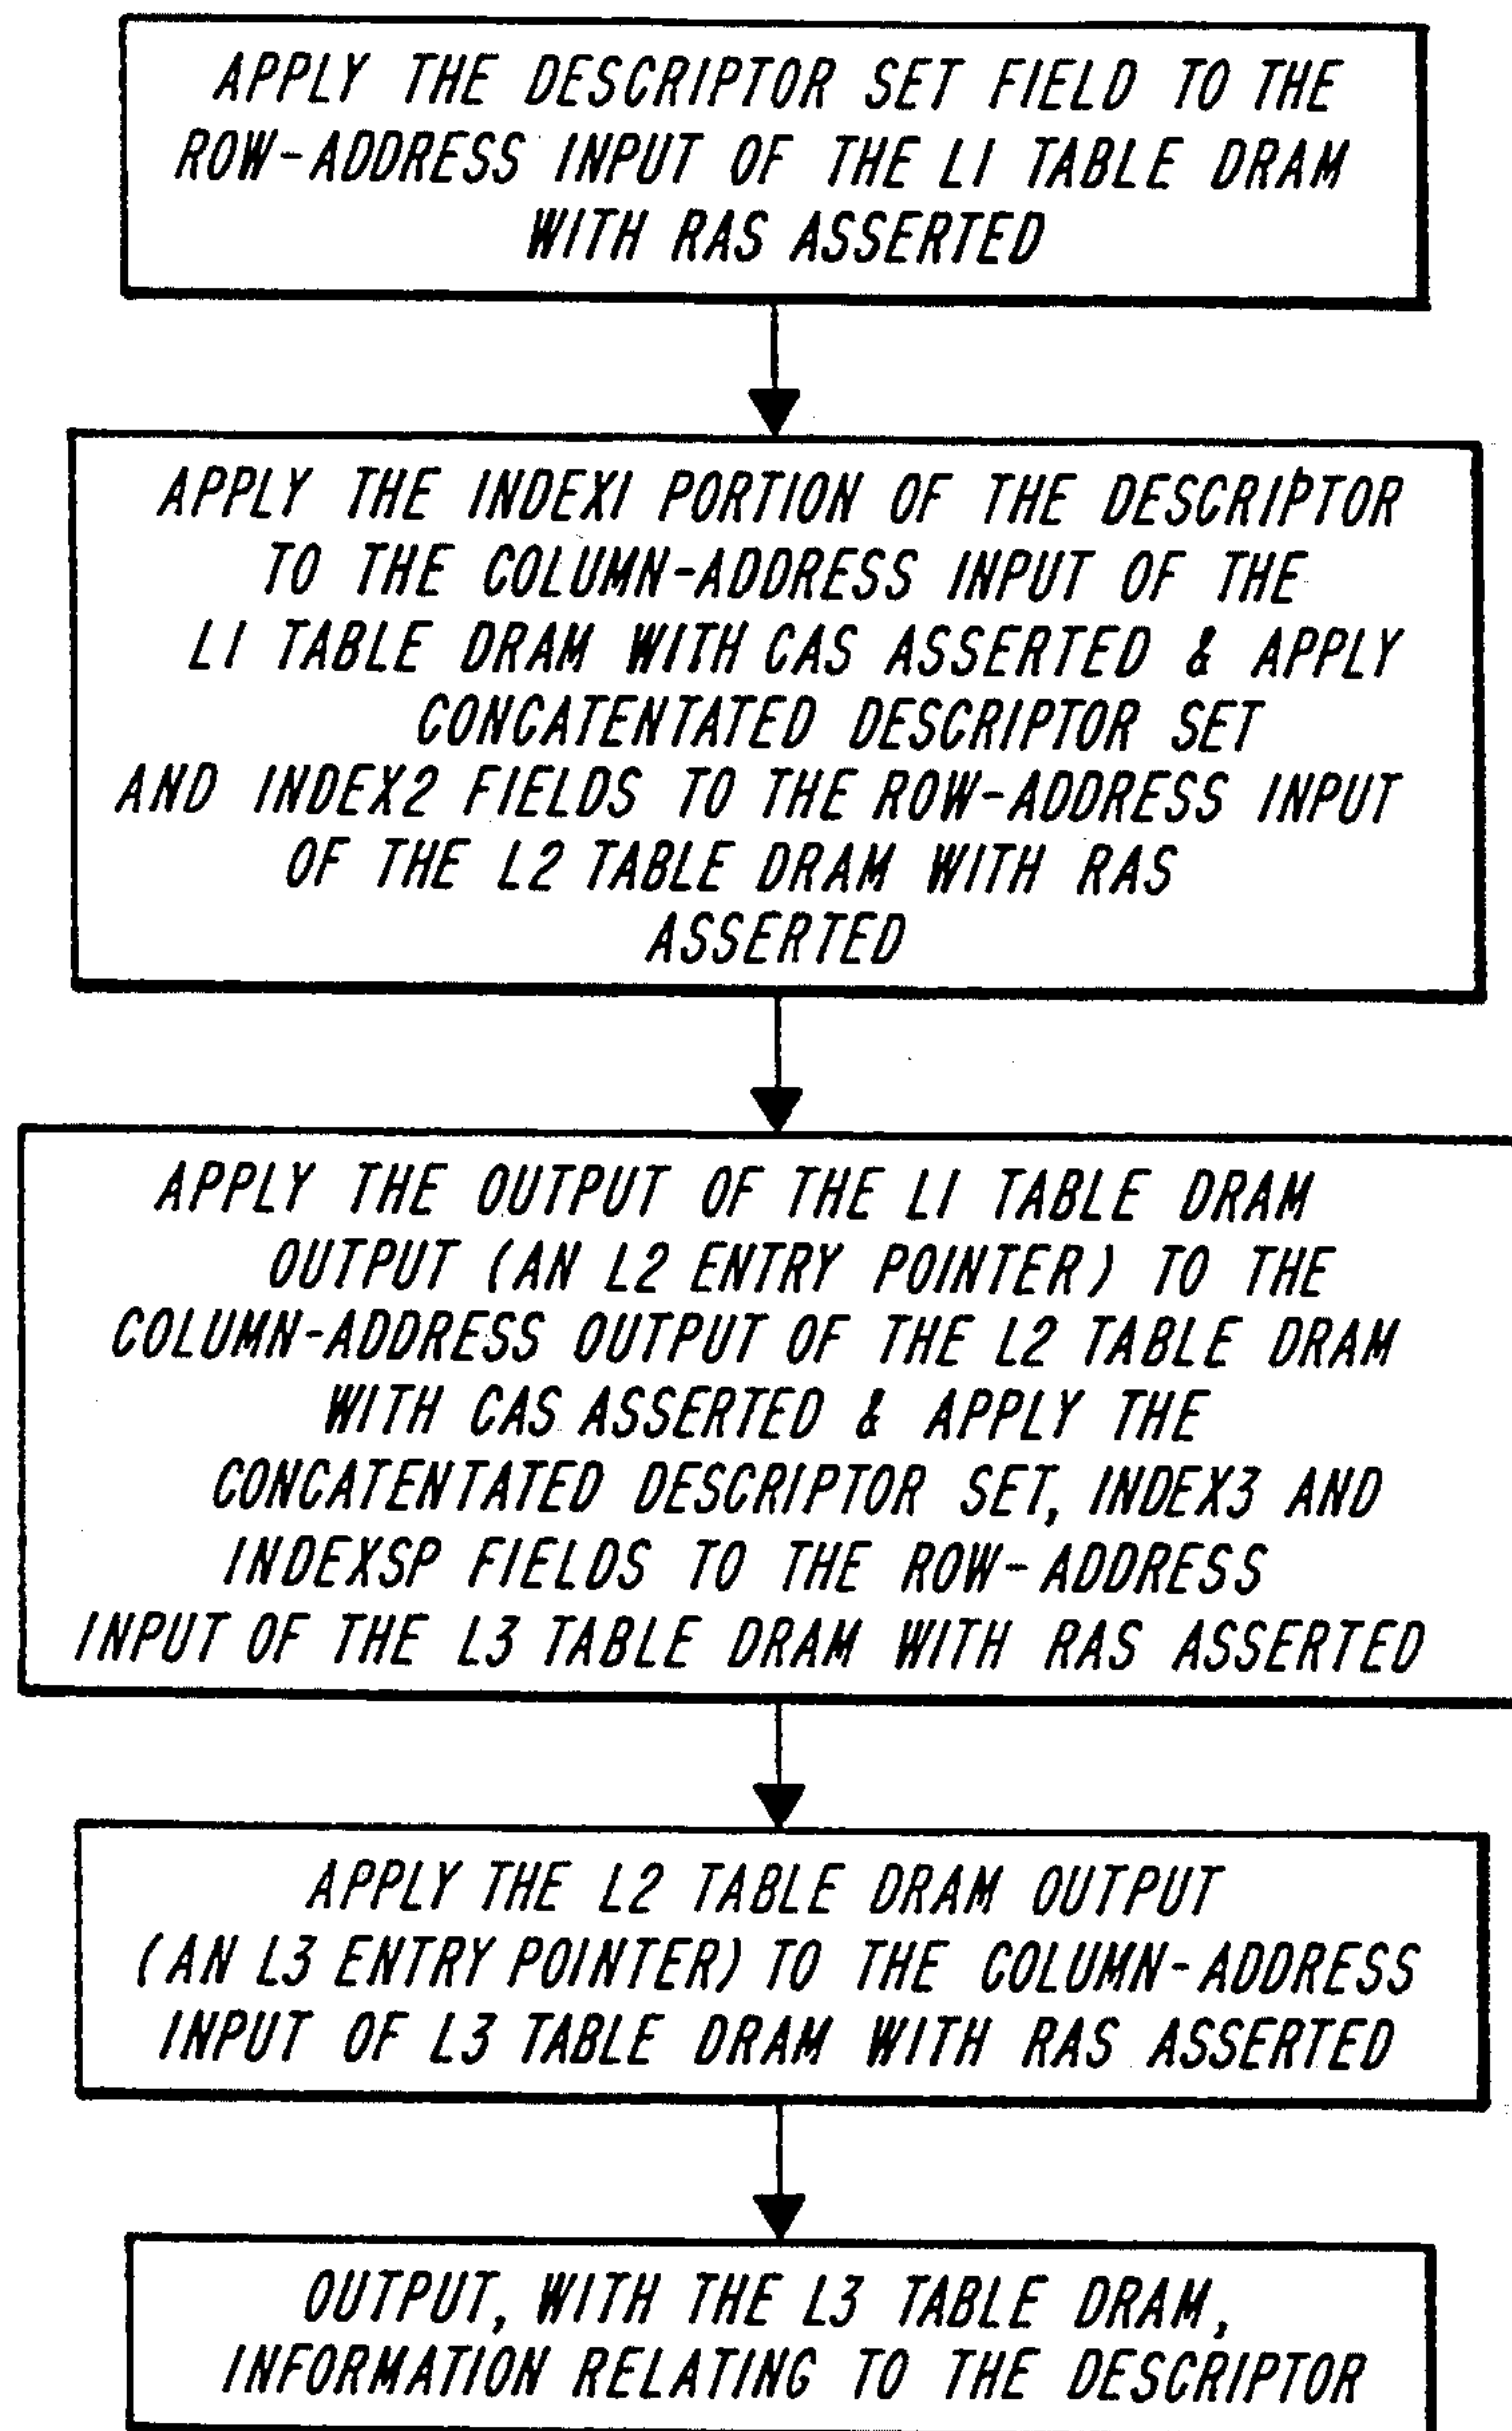 APPLY THE DESCRIPTOR SET FIELD TO THE
ROW-ADDRESS INPUT OF THE L1 TABLE DRAM
WITH RAS ASSERTED
APPLY THE INDEX1 PORTION OF THE DESCRIPTOR
TO THE COLUMN-ADDRESS INPUT OF THE
L1 TABLE DRAM WITH CAS ASSERTED & APPLY
CONCATENTATED DESCRIPTOR SET
AND INDEX2 FIELDS TO THE ROW-ADDRESS INPUT
OF THE L2 TABLE DRAM WITH RAS
ASSERTED
APPLY THE OUTPUT OF THE L1 TABLE DRAM
OUTPUT (AN L2 ENTRY POINTER) TO THE
COLUMN-ADDRESS OUTPUT OF THE L2 TABLE DRAM
WITH CAS ASSERTED & APPLY THE
CONCATENTATED DESCRIPTOR SET, INDEX3 AND
INDEXSP FIELDS TO THE ROW-ADDRESS
INPUT OF THE L3 TABLE DRAM WITH RAS ASSERTED
APPLY THE L2 TABLE DRAM OUTPUT
(AN L3 ENTRY POINTER) TO THE COLUMN-ADDRESS
INPUT OF L3 TABLE DRAM WITH RAS ASSERTED
OUTPUT, WITH THE L3 TABLE DRAM,
INFORMATION RELATING TO THE DESCRIPTOR